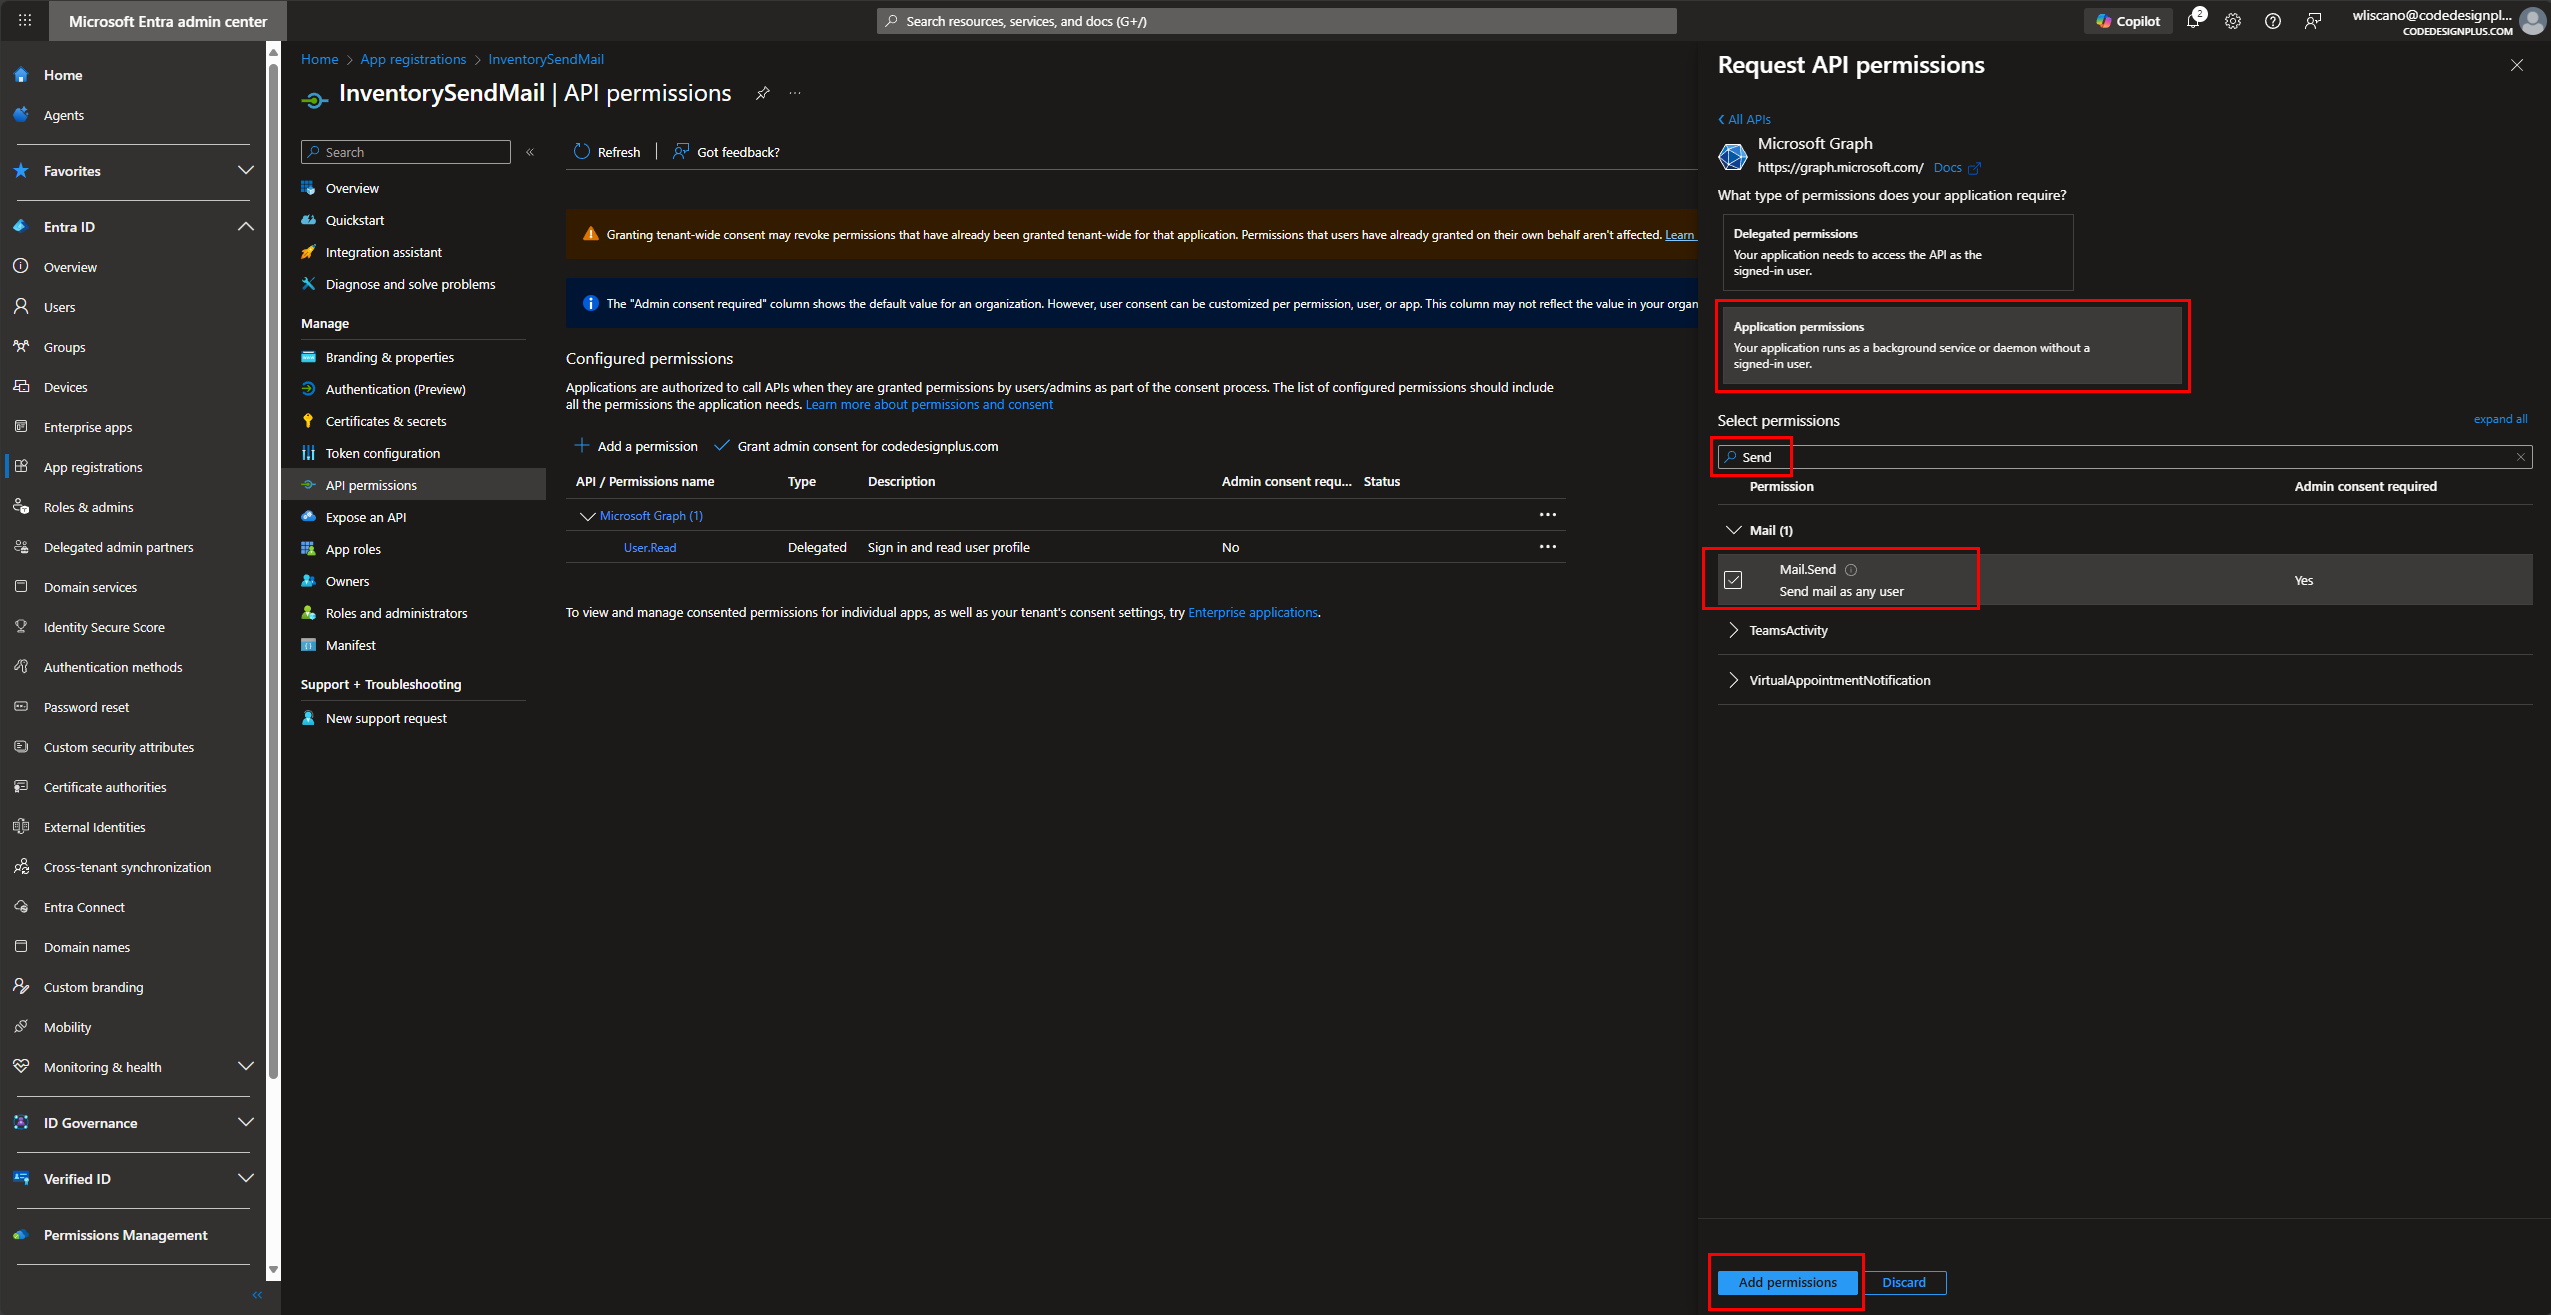 Microsoft Entra admin center
Search resources, services, and docs (G+/)
Copilot
2
wliscano@codedesignpl...
CODEDESIGNPLUS.COM
Home
Agents
Favorites
Entra ID
Overview
Users
Groups
Devices
Enterprise apps
App registrations
Roles & admins
Delegated admin partners
Domain services
Identity Secure Score
Authentication methods
Password reset
Custom security attributes
Certificate authorities
External Identities
Cross-tenant synchronization
Entra Connect
Domain names
Custom branding
Mobility
Monitoring & health
ID Governance
Verified ID
Permissions Management
Home > App registrations > InventorySendMail
InventorySendMail | API permissions
Search
Overview
Quickstart
Integration assistant
Diagnose and solve problems
Manage
Branding & properties
Authentication (Preview)
Certificates & secrets
Token configuration
API permissions
Expose an API
App roles
Owners
Roles and administrators
Manifest
Support + Troubleshooting
New support request
Refresh
Got feedback?
Granting tenant-wide consent may revoke permissions that have already been granted tenant-wide for that application. Permissions that users have already granted on their own behalf aren't affected. Learn
The "Admin consent required" column shows the default value for an organization. However, user consent can be customized per permission, user, or app. This column may not reflect the value in your organ
Configured permissions
Applications are authorized to call APIs when they are granted permissions by users/admins as part of the consent process. The list of configured permissions should include
all the permissions the application needs. Learn more about permissions and consent
Add a permission
Grant admin consent for codedesignplus.com
API / Permissions name Type Description Admin consent requ... Status
Microsoft Graph (1)
User.Read Delegated Sign in and read user profile No
To view and manage consented permissions for individual apps, as well as your tenant's consent settings, try Enterprise applications.
Request API permissions
All APIs
Microsoft Graph
https://graph.microsoft.com/ Docs
What type of permissions does your application require?
Delegated permissions
Your application needs to access the API as the
signed-in user.
Application permissions
Your application runs as a background service or daemon without a
signed-in user.
Select permissions
expand all
Send
Permission Admin consent required
Mail (1)
Mail.Send
Send mail as any user
Yes
TeamsActivity
VirtualAppointmentNotification
Add permissions
Discard